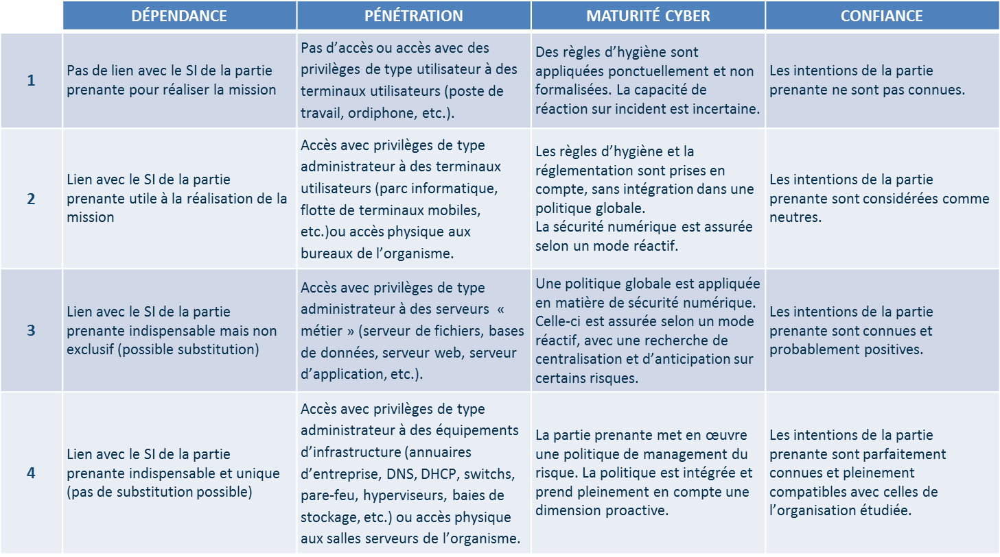 DÉPENDANCE
PÉNÉTRATION
MATURITÉ CYBER
CONFIANCE
1
Pas de lien avec le SI de la partie
prenante pour réaliser la mission
Pas d’accès ou accès avec des
privilèges de type utilisateur à des
terminaux utilisateurs (poste de
travail, ordiphone, etc.).
Des règles d’hygiène sont
appliquées ponctuellement et non
formalisées. La capacité de
réaction sur incident est incertaine.
Les intentions de la partie
prenante ne sont pas connues.
2
Lien avec le SI de la partie
prenante utile à la réalisation de la
mission
Accès avec privilèges de type
administrateur à des terminaux
utilisateurs (parc informatique,
flotte de terminaux mobiles,
etc.)ou accès physique aux
bureaux de l’organisme.
Les règles d’hygiène et la
réglementation sont prises en
compte, sans intégration dans une
politique globale.
La sécurité numérique est assurée
selon un mode réactif.
Les intentions de la partie
prenante sont considérées comme
neutres.
3
Lien avec le SI de la partie
prenante indispensable mais non
exclusif (possible substitution)
Accès avec privilèges de type
administrateur à des serveurs «
métier » (serveur de fichiers, bases
de données, serveur web, serveur
d’application, etc.).
Une politique globale est appliquée
en matière de sécurité numérique.
Celle-ci est assurée selon un mode
réactif, avec une recherche de
centralisation et d’anticipation sur
certains risques.
Les intentions de la partie
prenante sont connues et
probablement positives.
4
Lien avec le SI de la partie
prenante indispensable et unique
(pas de substitution possible)
Accès avec privilèges de type
administrateur à des équipements
d’infrastructure (annuaires
d’entreprise, DNS, DHCP, switchs,
pare-feu, hyperviseurs, baies de
stockage, etc.) ou accès physique
aux salles serveurs de l’organisme.
La partie prenante met en œuvre
une politique de management du
risque. La politique est intégrée et
prend pleinement en compte une
dimension proactive.
Les intentions de la partie
prenante sont parfaitement
connues et pleinement
compatibles avec celles de
l’organisation étudiée.